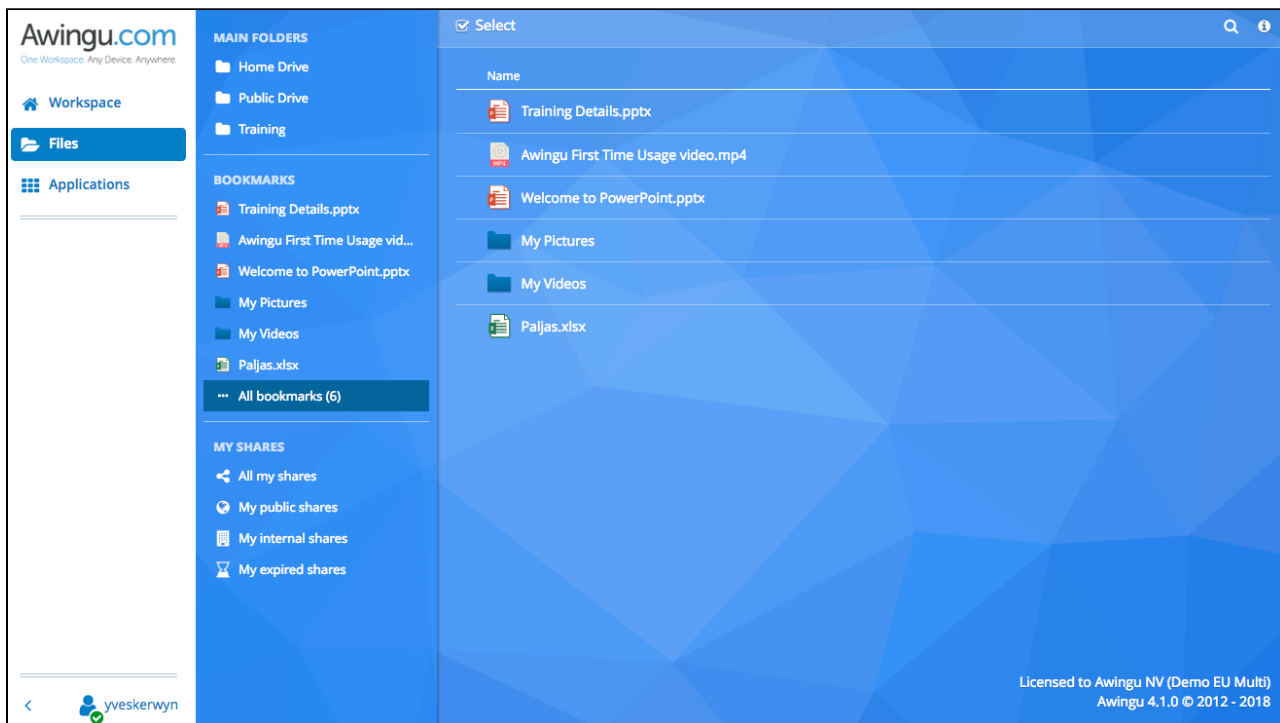 Awingu.com
One Workspace. Any Device. Anywhere.
Workspace
Files
Applications
yveskerwyn
MAIN FOLDERS
Home Drive
Public Drive
Training
BOOKMARKS
Training Details.pptx
Awingu First Time Usage vid...
Welcome to PowerPoint.pptx
My Pictures
My Videos
Paljas.xlsx
All bookmarks (6)
MY SHARES
All my shares
My public shares
My internal shares
My expired shares
Select
Name
Training Details.pptx
MP4
Awingu First Time Usage video.mp4
Welcome to PowerPoint.pptx
My Pictures
My Videos
Paljas.xlsx
Licensed to Awingu NV (Demo EU Multi)
Awingu 4.1.0 © 2012 - 2018